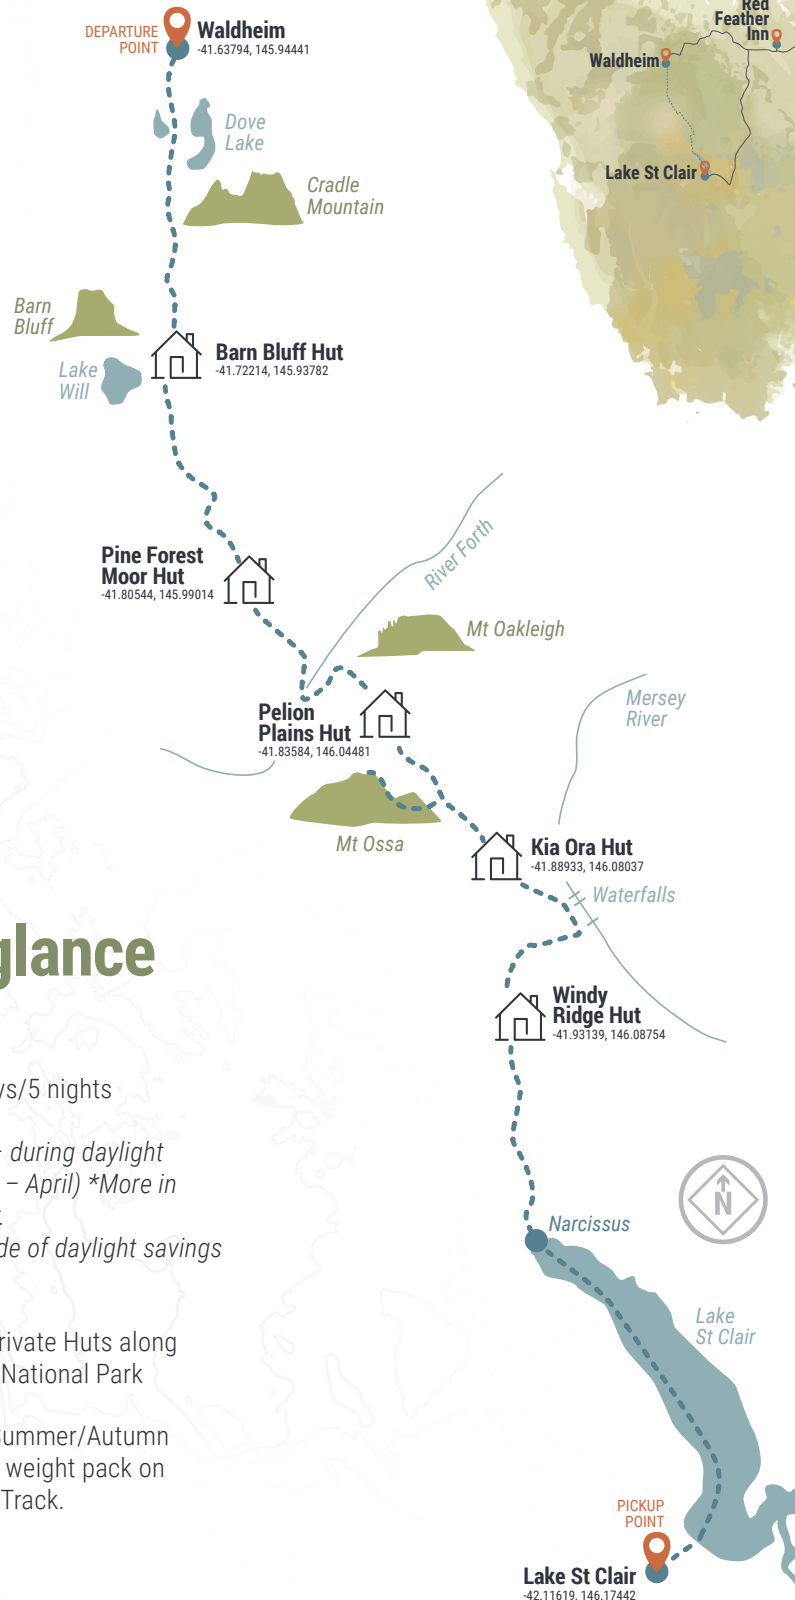 Red
Feather
Inn
Waldheim
Lake St Clair
DEPARTURE
POINT
Waldheim
-41.63794, 145.94441
Dove
Lake
Cradle
Mountain
Barn
Bluff
Lake
Will
Barn Bluff Hut
-41.72214, 145.93782
Pine Forest
Moor Hut
-41.80544, 145.99014
River Forth
Mt Oakleigh
Pelion
Plains Hut
-41.83584, 146.04481
Mersey
River
Mt Ossa
Kia Ora Hut
-41.88933, 146.08037
Waterfalls
Windy
Ridge Hut
-41.93139, 146.08754
glance
ys/5 nights
during daylight
– April) *More in
de of daylight savings
rivate Huts along
National Park
Summer/Autumn
weight pack on
Track.
N
Narcissus
Lake
St Clair
PICKUP
POINT
Lake St Clair
-42.11619, 146.17442